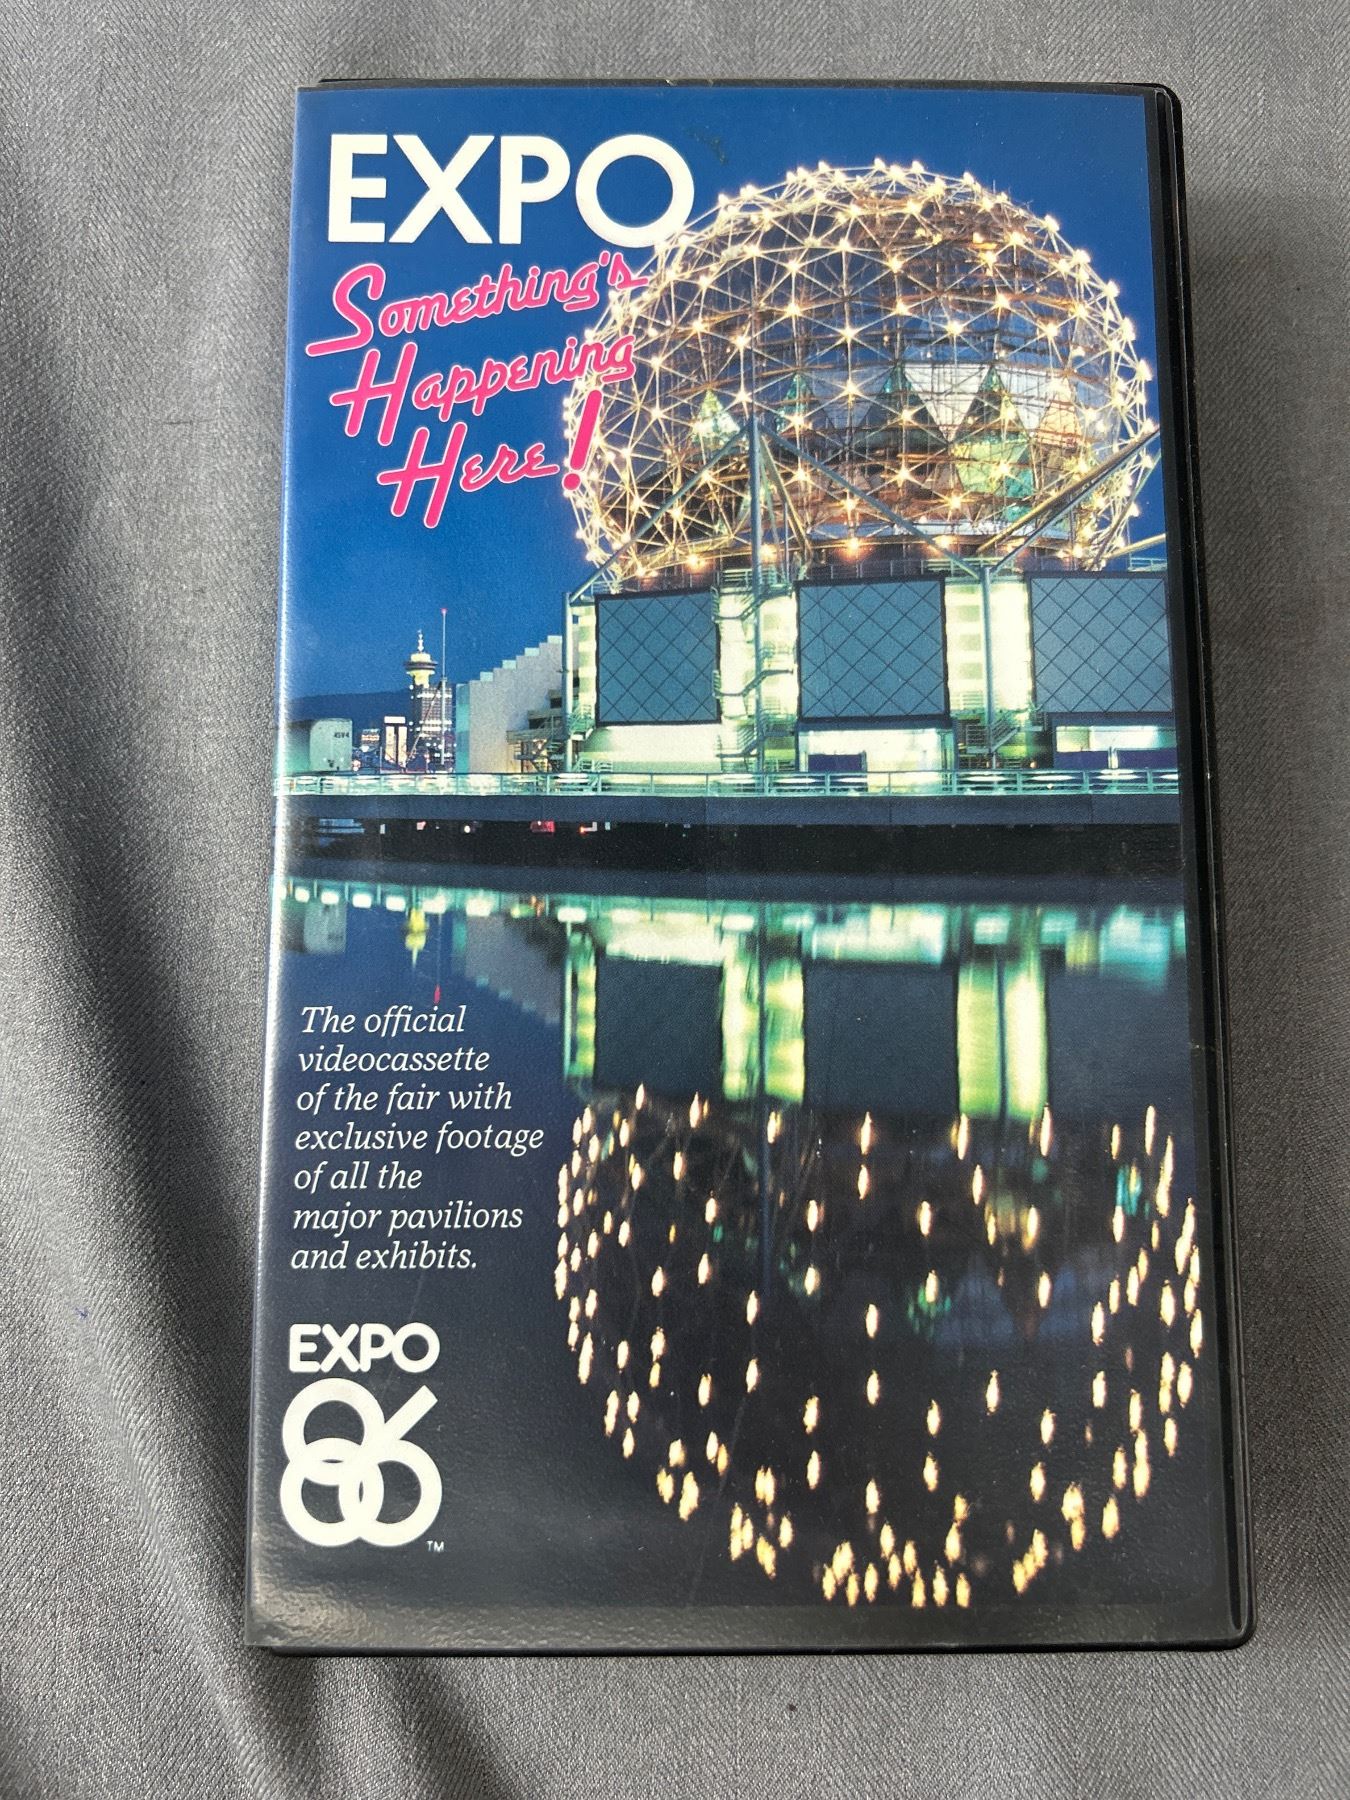 EXPO
Something's
Happening
Here!
The official
videocassette
of the fair with
exclusive footage
of all the
major pavilions
and exhibits.
EXPO
86
TM